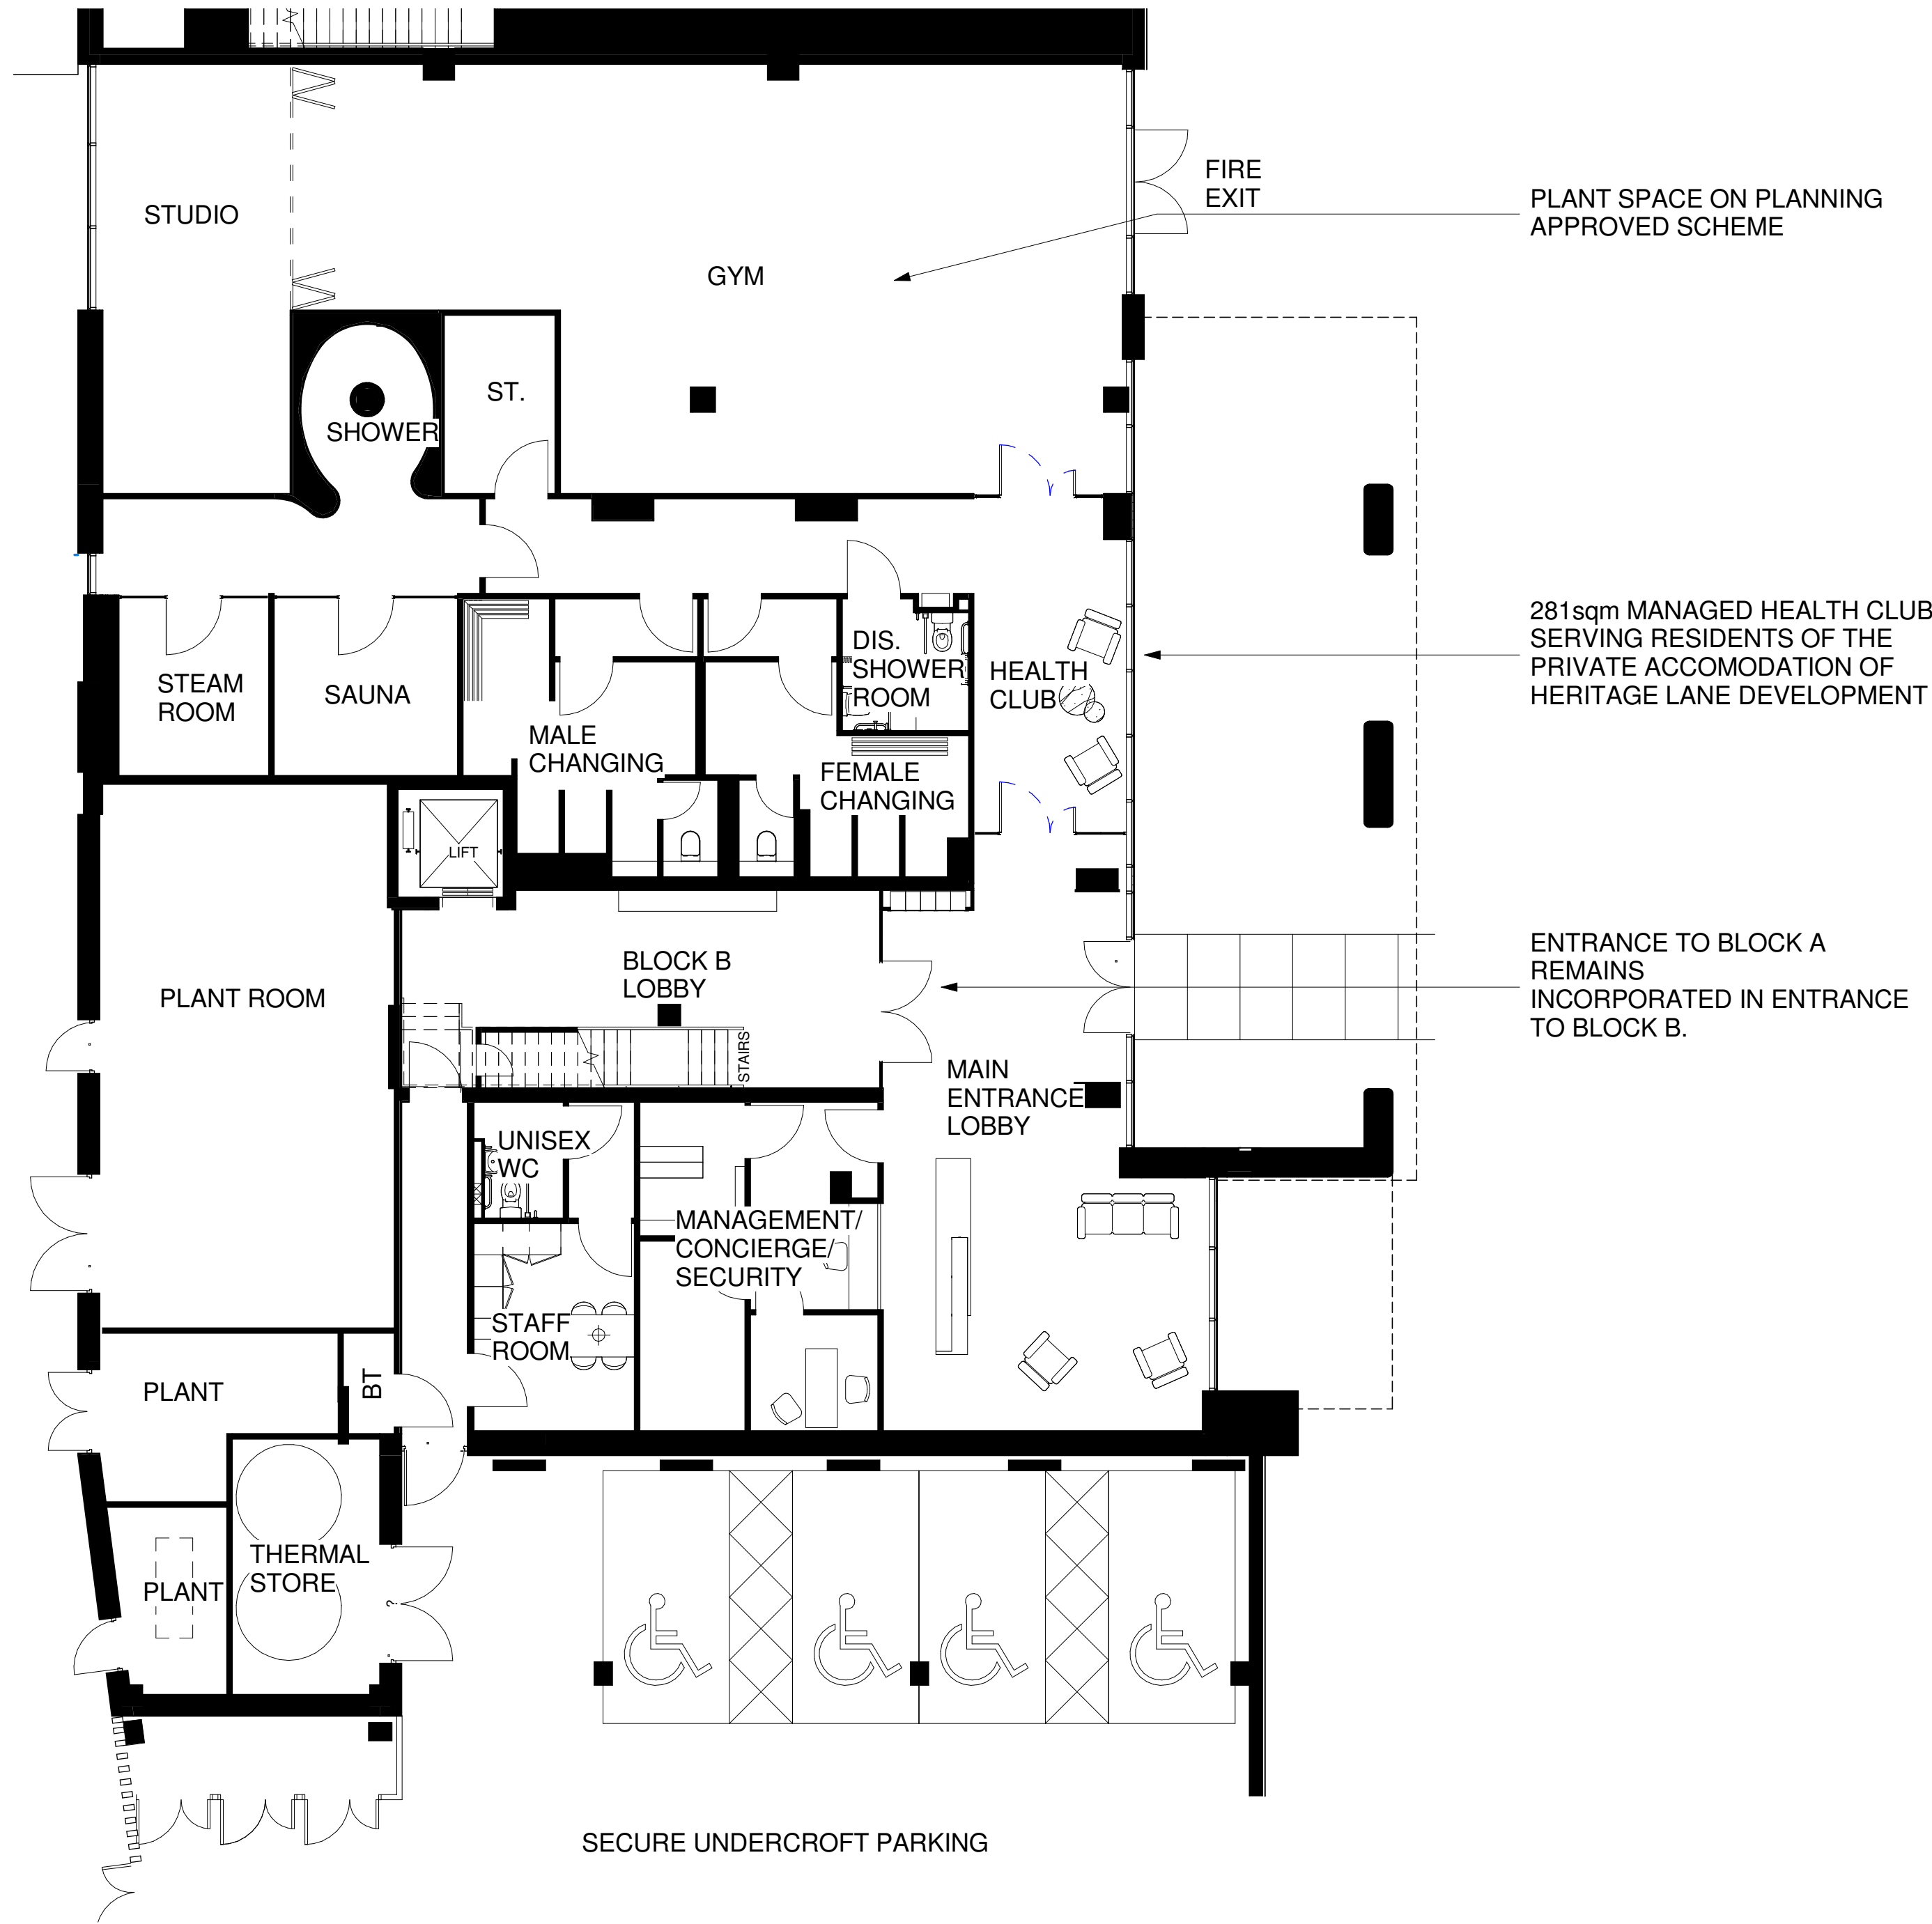 FIRE
EXIT
PLANT SPACE ON PLANNING
APPROVED SCHEME
STUDIO
GYM
ST.
SHOWER
281sqm MANAGED HEALTH CLUB
SERVING RESIDENTS OF THE
PRIVATE ACCOMODATION OF
HERITAGE LANE DEVELOPMENT
DIS.
SHOWER
ROOM
HEALTH
CLUB
STEAM
ROOM
SAUNA
MALE
CHANGING
FEMALE
CHANGING
LIFT
BLOCK B
LOBBY
ENTRANCE TO BLOCK A
REMAINS
INCORPORATED IN ENTRANCE
TO BLOCK B.
PLANT ROOM
STAIRS
MAIN
ENTRANCE
LOBBY
UNISEX
WC
MANAGEMENT/
CONCIERGE/
SECURITY
STAFF
ROOM
PLANT
BT
THERMAL
STORE
PLANT
?
SECURE UNDERCROFT PARKING